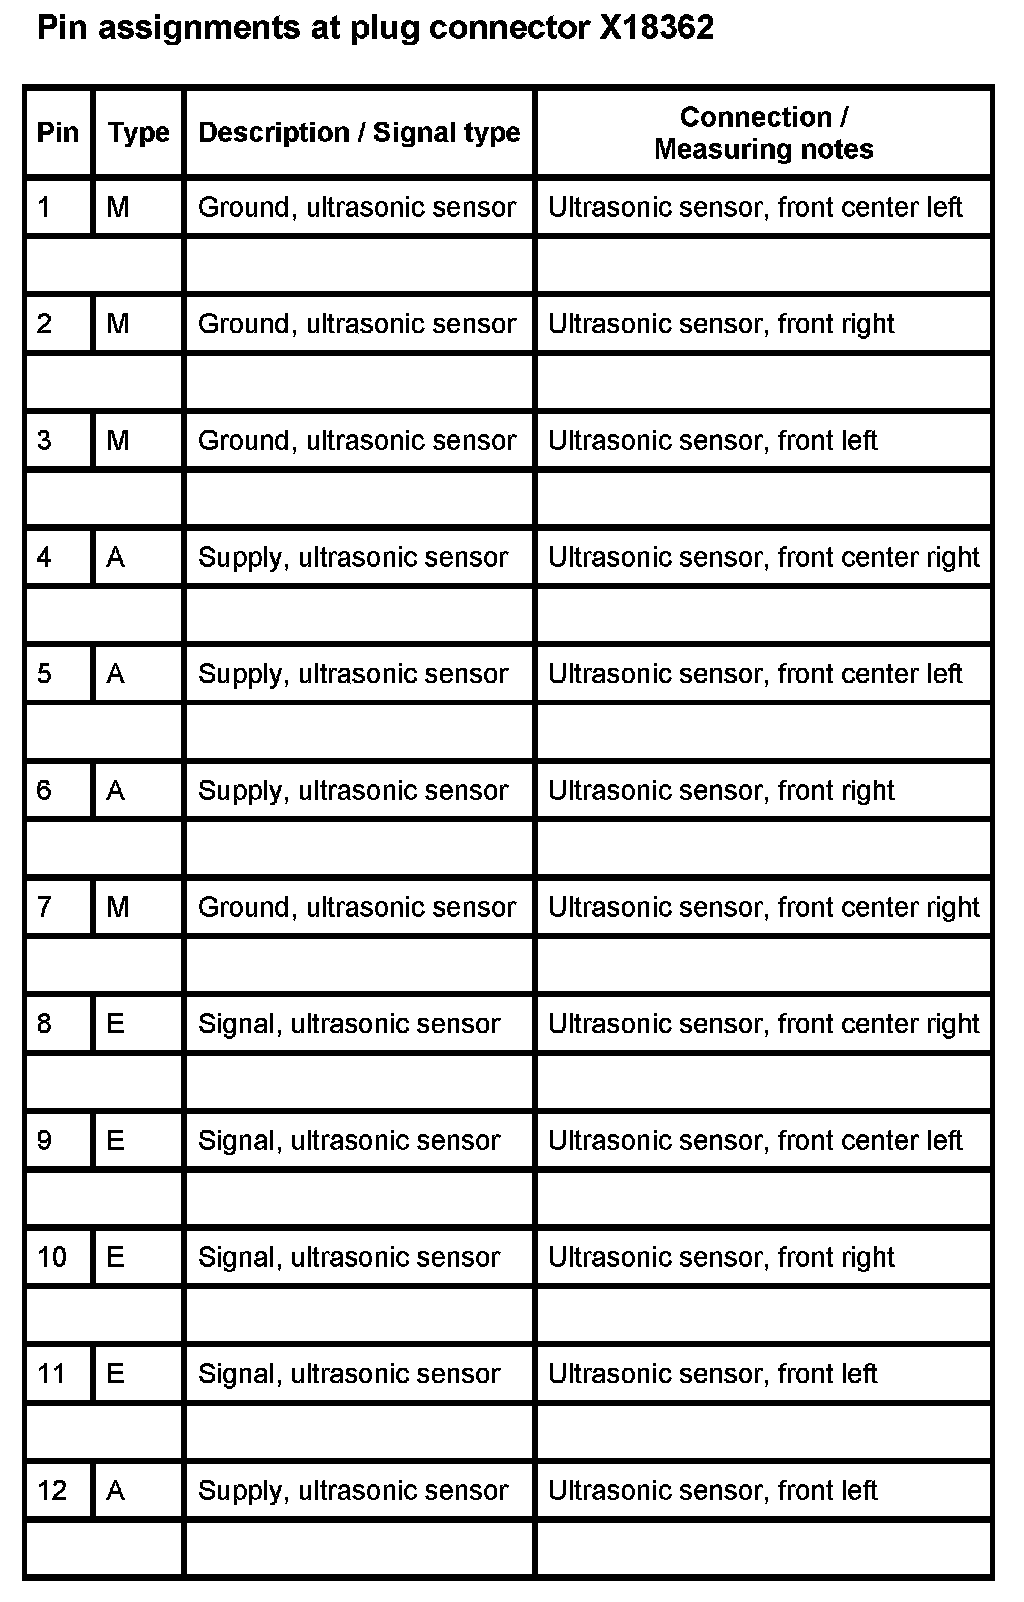 Pin assignments at plug connector X18362
Pin Type Description / Signal type Connection /
Measuring notes
1 M Ground, ultrasonic sensor Ultrasonic sensor, front center left
2 M Ground, ultrasonic sensor Ultrasonic sensor, front right
3 M Ground, ultrasonic sensor Ultrasonic sensor, front left
4 A Supply, ultrasonic sensor Ultrasonic sensor, front center right
5 A Supply, ultrasonic sensor Ultrasonic sensor, front center left
6 A Supply, ultrasonic sensor Ultrasonic sensor, front right
7 M Ground, ultrasonic sensor Ultrasonic sensor, front center right
8 E Signal, ultrasonic sensor Ultrasonic sensor, front center right
9 E Signal, ultrasonic sensor Ultrasonic sensor, front center left
10 E Signal, ultrasonic sensor Ultrasonic sensor, front right
11 E Signal, ultrasonic sensor Ultrasonic sensor, front left
12 A Supply, ultrasonic sensor Ultrasonic sensor, front left